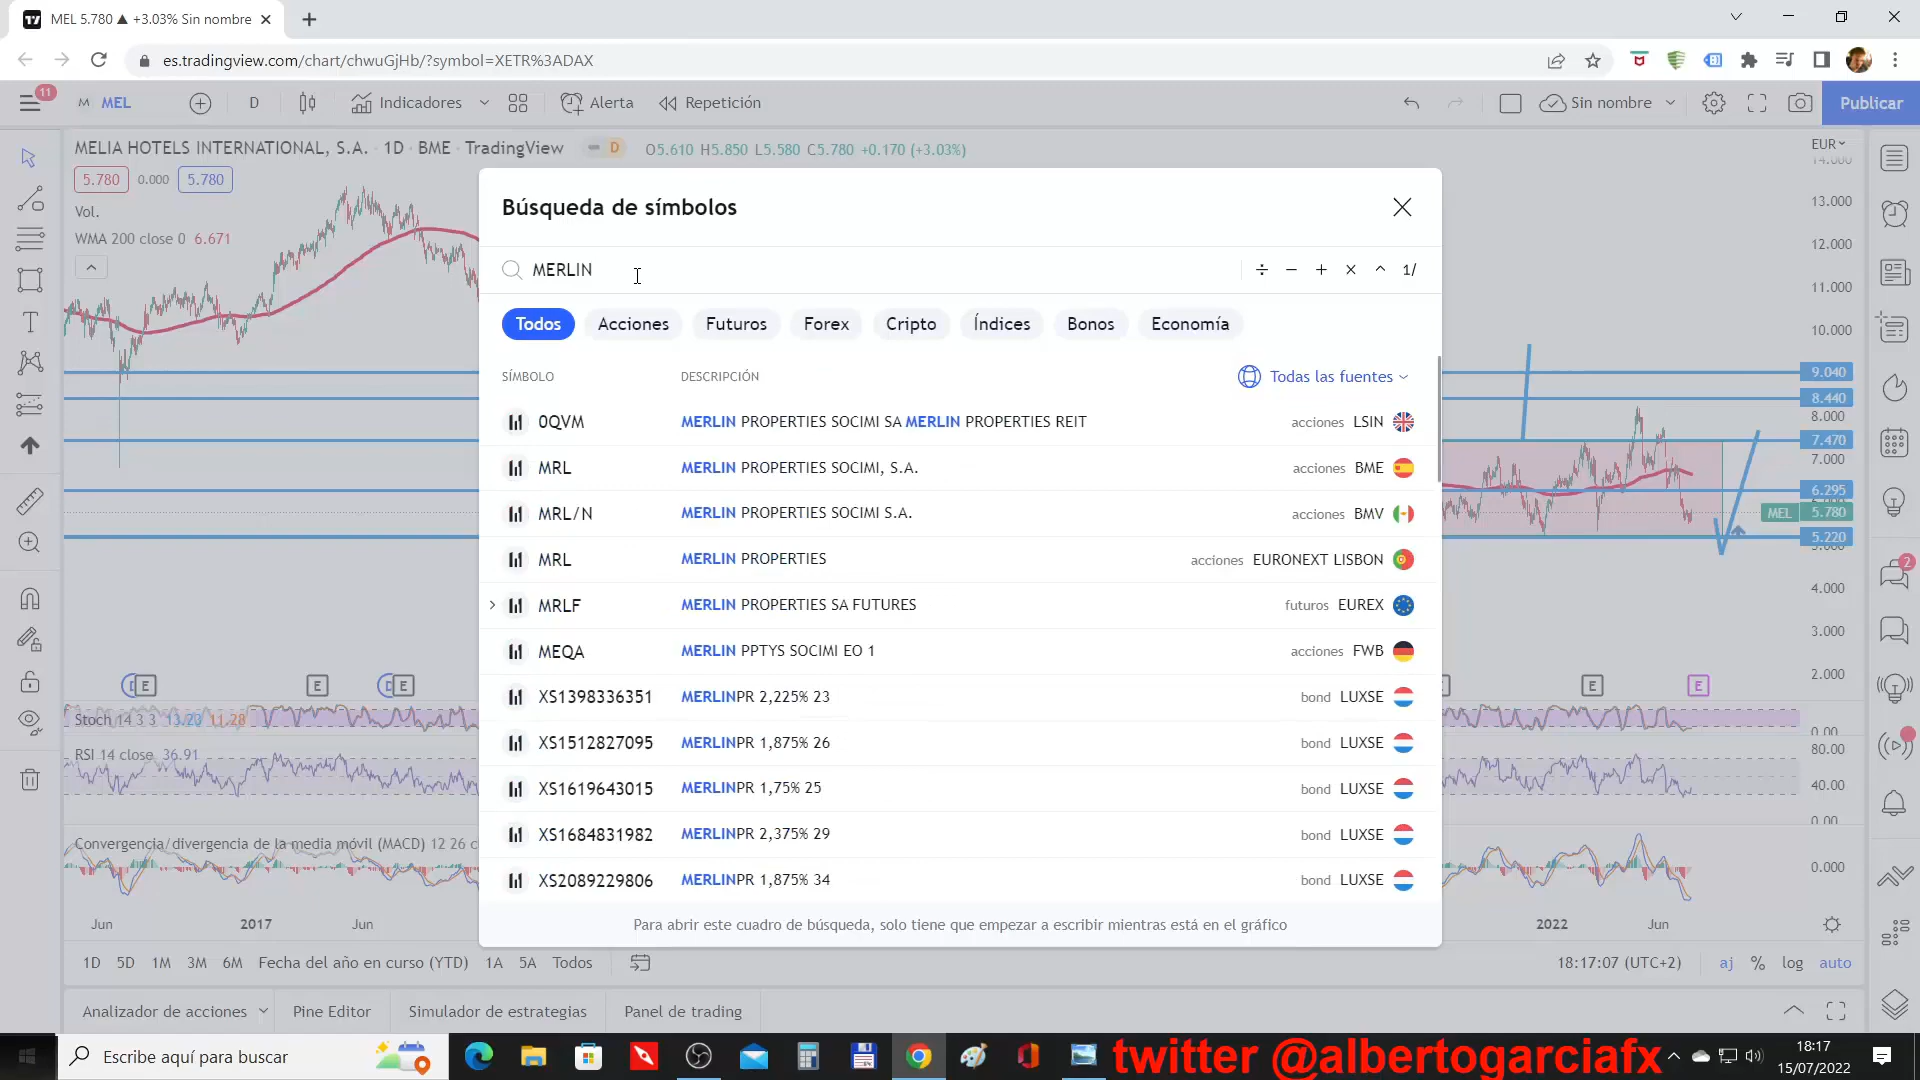 MEL 5.780 ▲ +3.03% Sin nombre
es.tradingview.com/chart/chwuGjHb/?symbol=XETR%3ADAX
11
M MEL D Indicadores Alerta Repetición Sin nombre Publicar
MELIA HOTELS INTERNATIONAL, S.A. · 1D · BME · TradingView D O5.610 H5.850 L5.580 C5.780 +0.170 (+3.03%)
EUR
14.000
5.780 0.000 5.780
Vol.
WMA 200 close 0 6.671
Búsqueda de símbolos
MERLIN
÷ − + × ^ 1/
Todos Acciones Futuros Forex Cripto Índices Bonos Economía
SÍMBOLO DESCRIPCIÓN Todas las fuentes
0QVM MERLIN PROPERTIES SOCIMI SA MERLIN PROPERTIES REIT acciones LSIN
MRL MERLIN PROPERTIES SOCIMI, S.A. acciones BME
MRL/N MERLIN PROPERTIES SOCIMI S.A. acciones BMV
MRL MERLIN PROPERTIES acciones EURONEXT LISBON
MRLF MERLIN PROPERTIES SA FUTURES futuros EUREX
MEQA MERLIN PPTYS SOCIMI EO 1 acciones FWB
XS1398336351 MERLINPR 2,225% 23 bond LUXSE
XS1512827095 MERLINPR 1,875% 26 bond LUXSE
XS1619643015 MERLINPR 1,75% 25 bond LUXSE
XS1684831982 MERLINPR 2,375% 29 bond LUXSE
XS2089229806 MERLINPR 1,875% 34 bond LUXSE
Para abrir este cuadro de búsqueda, solo tiene que empezar a escribir mientras está en el gráfico
13.000
12.000
11.000
10.000
9.040
8.440
8.000
7.470
7.000
6.295
MEL 5.780
5.220
4.000
3.000
2.000
2
E E E E E
Stoch 14 3 3 13.23 11.28
0.00
RSI 14 close 36.91
80.00
40.00
0.00
Convergencia/divergencia de la media móvil (MACD) 12 26 c
0.000
Jun 2017 Jun 2022 Jun
1D 5D 1M 3M 6M Fecha del año en curso (YTD) 1A 5A Todos 18:17:07 (UTC+2) aj % log auto
Analizador de acciones Pine Editor Simulador de estrategias Panel de trading
Escribe aquí para buscar
twitter @albertogarciafx
18:17
15/07/2022